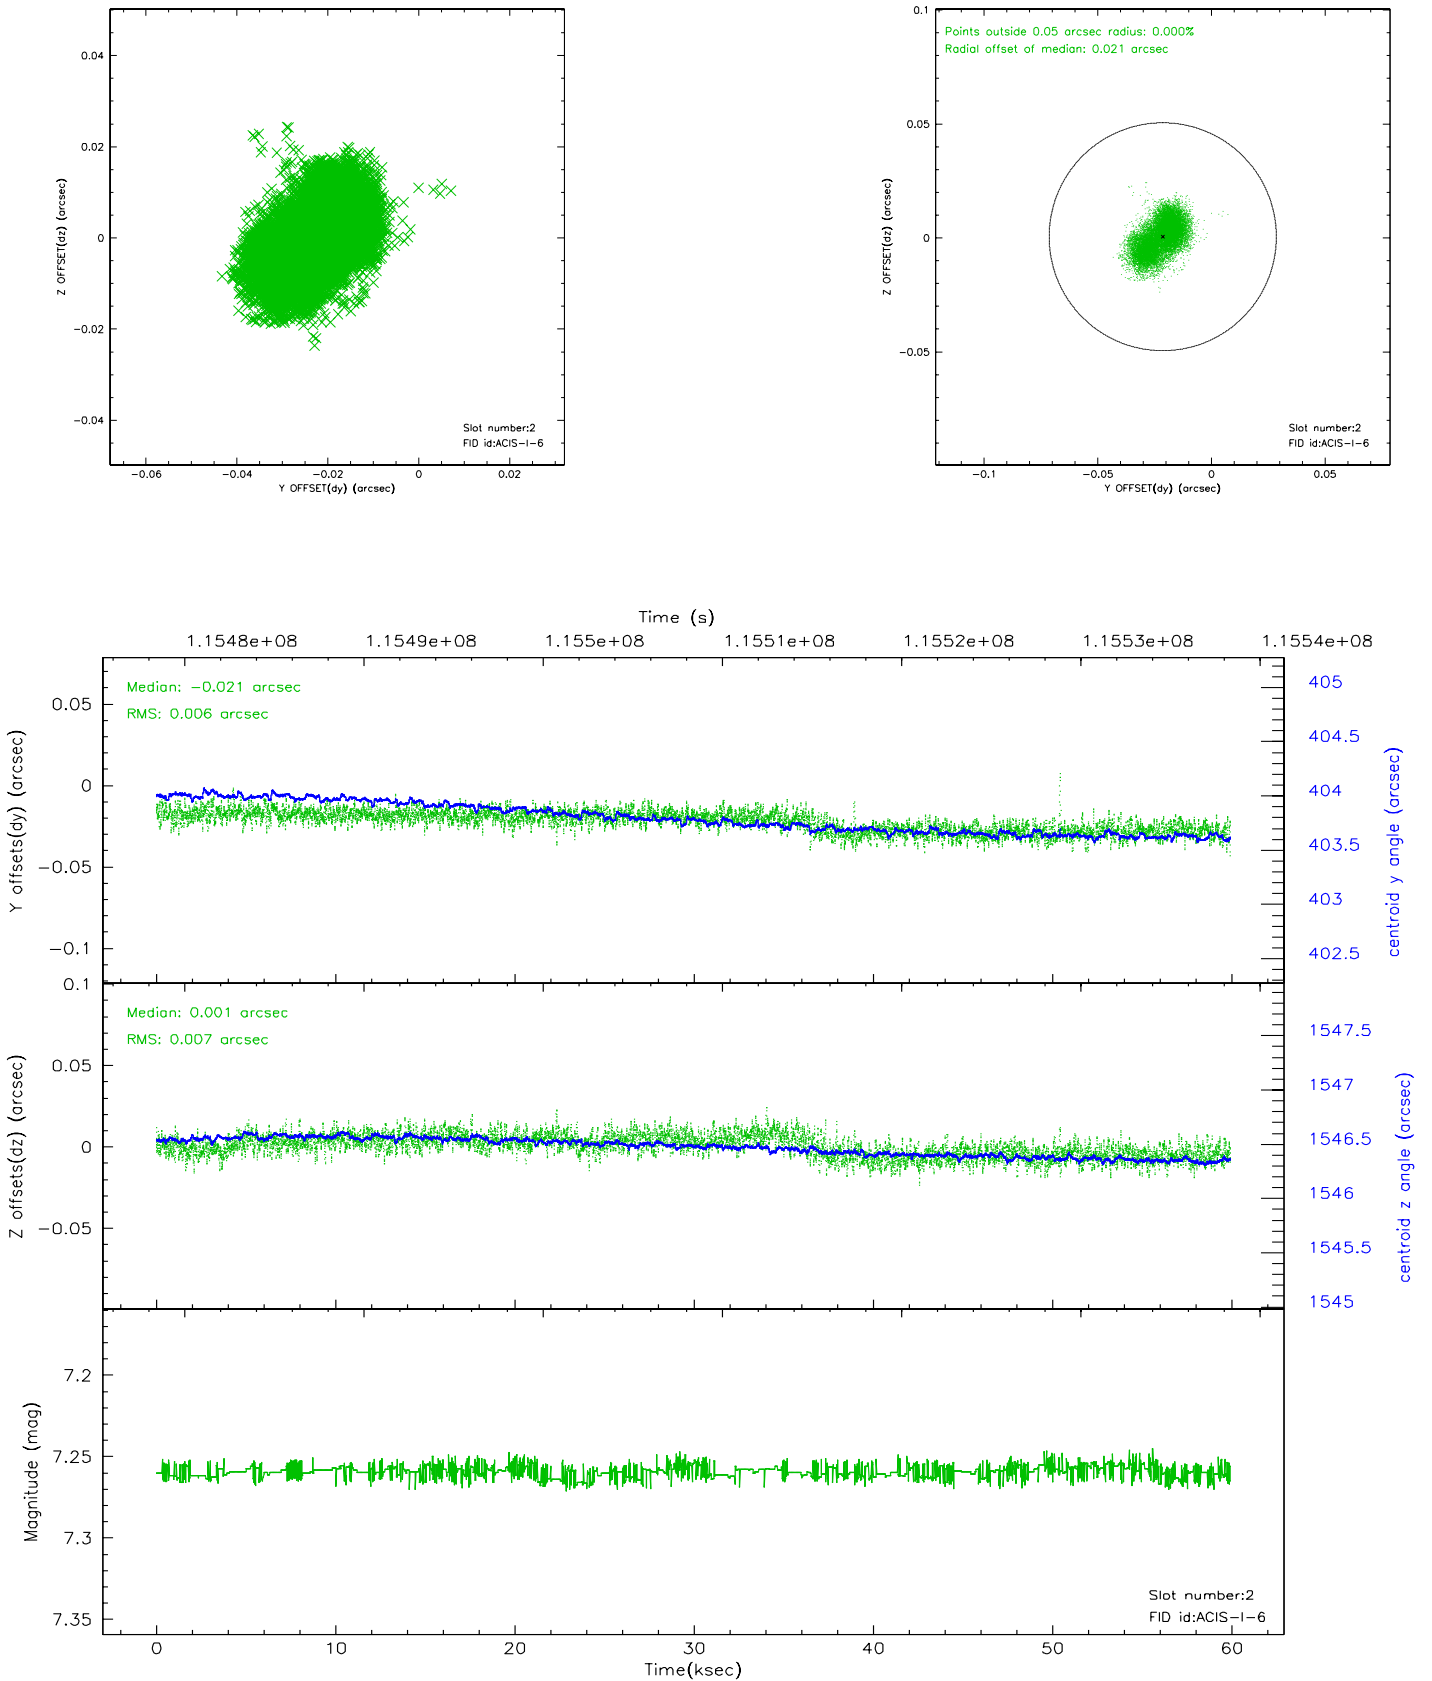 0.04
0.02
0
−0.02
−0.04
−0.06
−0.04
−0.02
0
0.02
Z OFFSET(dz) (arcsec)
Y OFFSET(dy) (arcsec)
Slot number:2
FID id:ACIS−I−6
0.1
0.05
0
−0.05
−0.1
−0.05
0
0.05
Z OFFSET(dz) (arcsec)
Y OFFSET(dy) (arcsec)
Points outside 0.05 arcsec radius: 0.000%
Radial offset of median: 0.021 arcsec
Slot number:2
FID id:ACIS−I−6
Time (s)
1.1548e+08
1.1549e+08
1.155e+08
1.1551e+08
1.1552e+08
1.1553e+08
1.1554e+08
Median: −0.021 arcsec
RMS: 0.006 arcsec
0.05
0
−0.05
−0.1
Y offsets(dy) (arcsec)
405
404.5
404
403.5
403
402.5
centroid y angle (arcsec)
Median: 0.001 arcsec
RMS: 0.007 arcsec
0.1
0.05
0
−0.05
Z offsets(dz) (arcsec)
1547.5
1547
1546.5
1546
1545.5
1545
centroid z angle (arcsec)
7.2
7.25
7.3
7.35
Magnitude (mag)
Slot number:2
FID id:ACIS−I−6
0
10
20
30
40
50
60
Time(ksec)